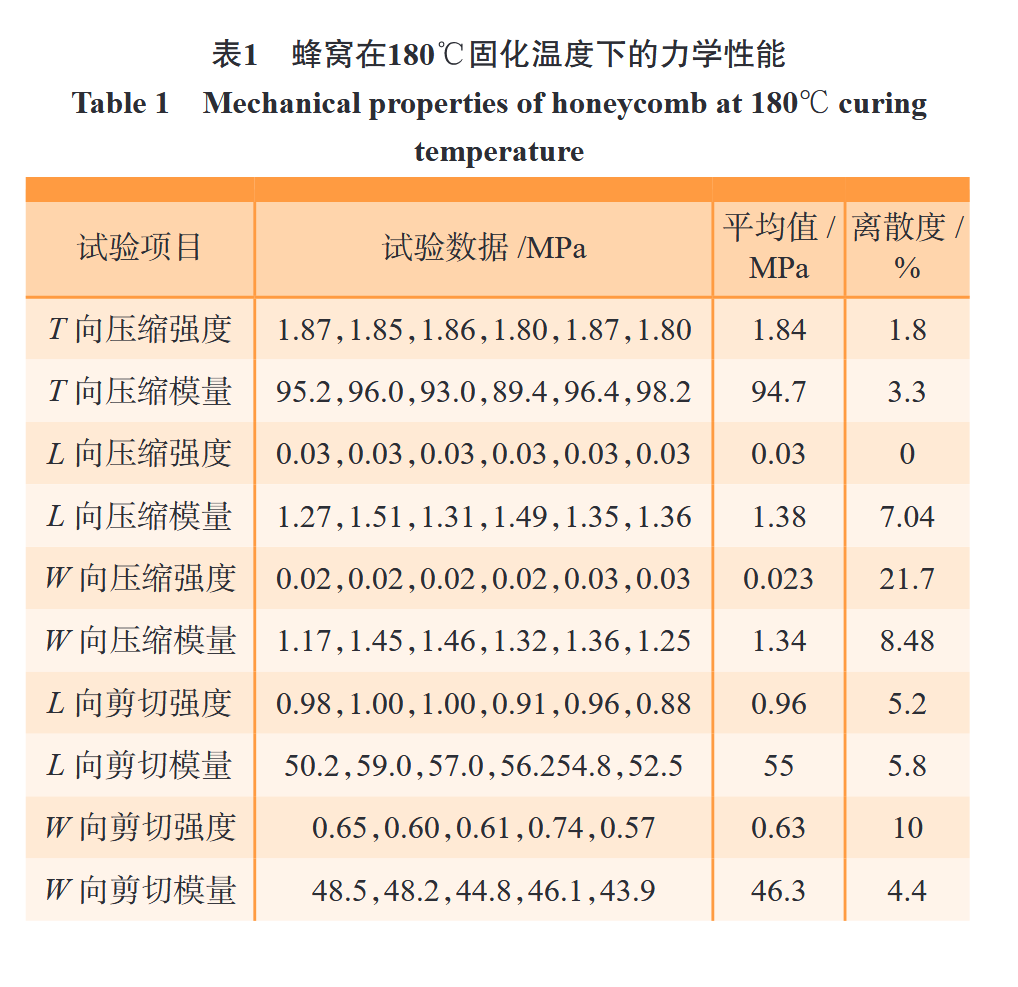 表1 蜂窝在180℃固化温度下的力学性能
Table 1 Mechanical properties of honeycomb at 180℃ curing
temperature
试验项目 试验数据 /MPa 平均值 / MPa 离散度 / %
T 向压缩强度 1.87,1.85,1.86,1.80,1.87,1.80 1.84 1.8
T 向压缩模量 95.2,96.0,93.0,89.4,96.4,98.2 94.7 3.3
L 向压缩强度 0.03,0.03,0.03,0.03,0.03,0.03 0.03 0
L 向压缩模量 1.27,1.51,1.31,1.49,1.35,1.36 1.38 7.04
W 向压缩强度 0.02,0.02,0.02,0.02,0.03,0.03 0.023 21.7
W 向压缩模量 1.17,1.45,1.46,1.32,1.36,1.25 1.34 8.48
L 向剪切强度 0.98,1.00,1.00,0.91,0.96,0.88 0.96 5.2
L 向剪切模量 50.2,59.0,57.0,56.254.8,52.5 55 5.8
W 向剪切强度 0.65,0.60,0.61,0.74,0.57 0.63 10
W 向剪切模量 48.5,48.2,44.8,46.1,43.9 46.3 4.4